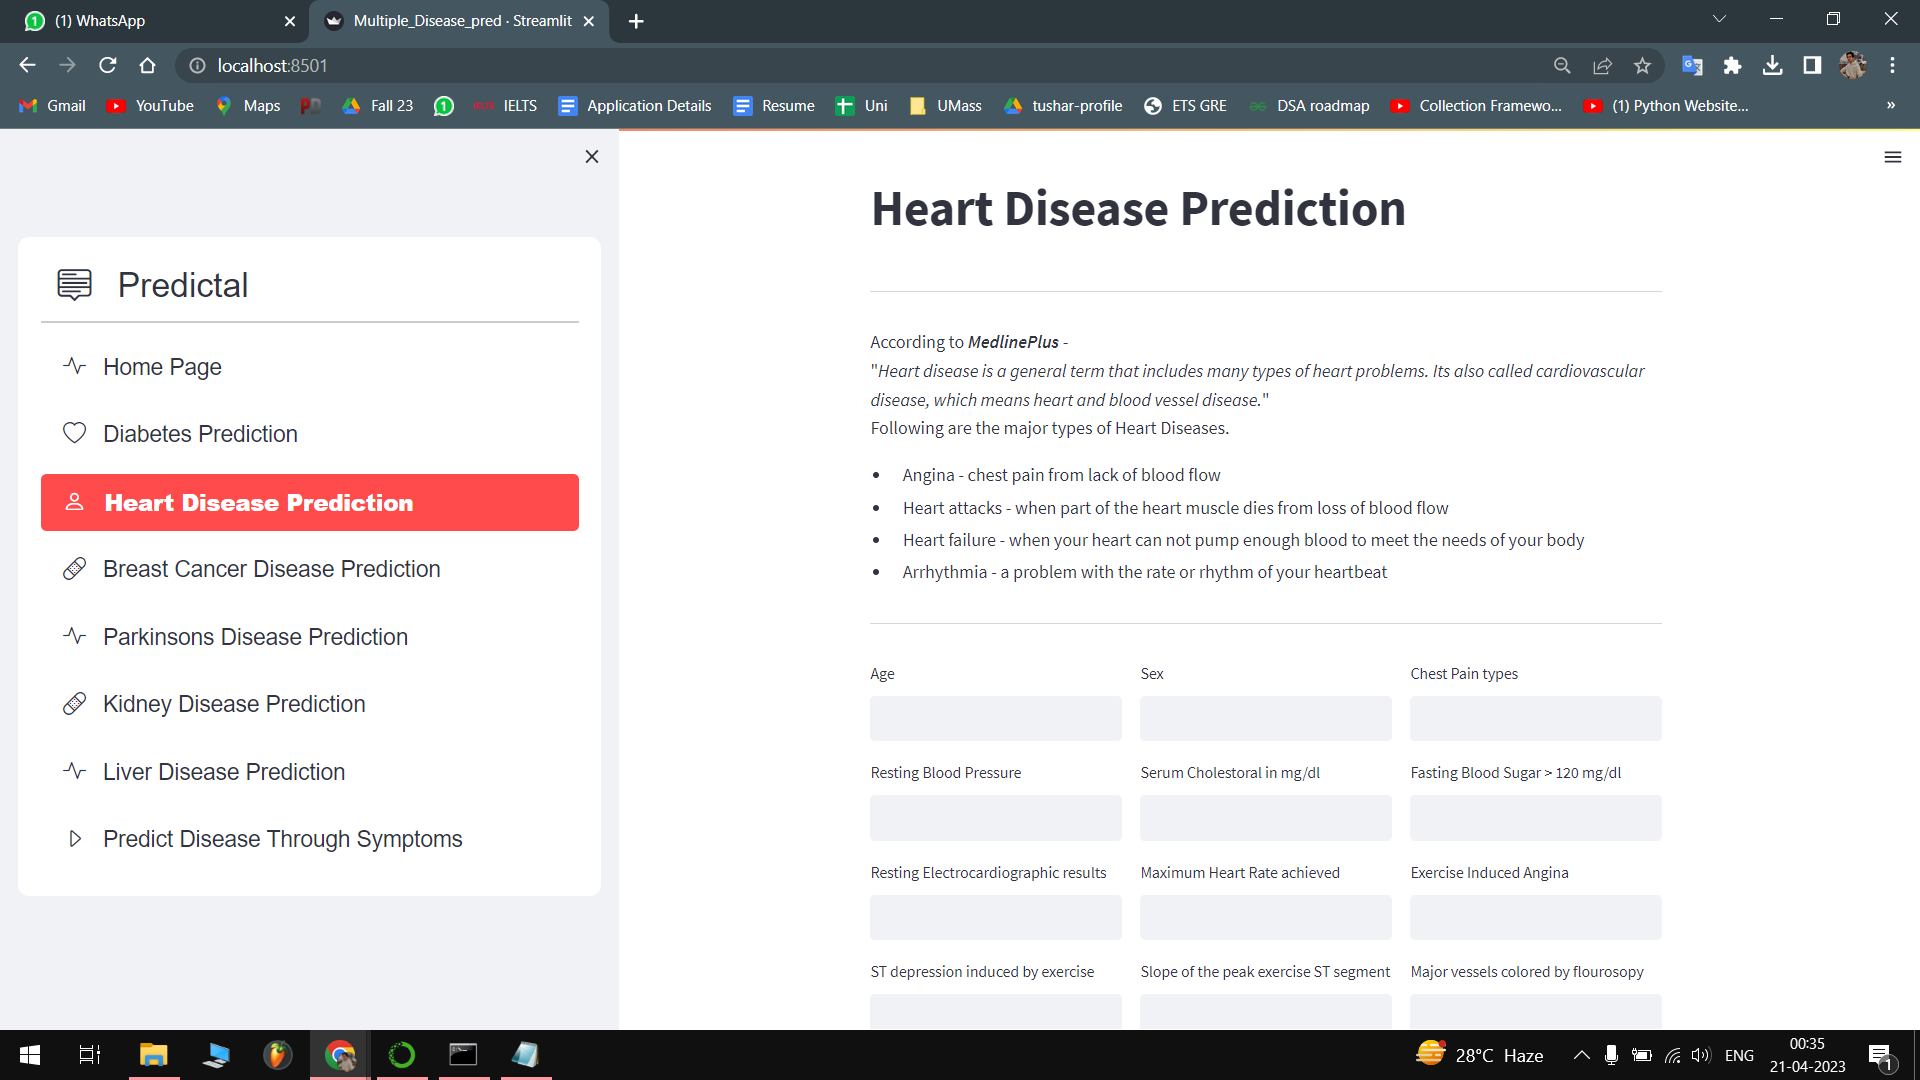 (1) WhatsApp
Multiple_Disease_pred · Streamlit
localhost:8501
Gmail
YouTube
Maps
Fall 23
IELTS
Application Details
Resume
Uni
UMass
tushar-profile
ETS GRE
DSA roadmap
Collection Framewo...
(1) Python Website...
»
Predictal
Home Page
Diabetes Prediction
Heart Disease Prediction
Breast Cancer Disease Prediction
Parkinsons Disease Prediction
Kidney Disease Prediction
Liver Disease Prediction
Predict Disease Through Symptoms
Heart Disease Prediction
According to MedlinePlus -
"Heart disease is a general term that includes many types of heart problems. Its also called cardiovascular
disease, which means heart and blood vessel disease."
Following are the major types of Heart Diseases.
• Angina - chest pain from lack of blood flow
• Heart attacks - when part of the heart muscle dies from loss of blood flow
• Heart failure - when your heart can not pump enough blood to meet the needs of your body
• Arrhythmia - a problem with the rate or rhythm of your heartbeat
Age Sex Chest Pain types
Resting Blood Pressure Serum Cholestoral in mg/dl Fasting Blood Sugar > 120 mg/dl
Resting Electrocardiographic results Maximum Heart Rate achieved Exercise Induced Angina
ST depression induced by exercise Slope of the peak exercise ST segment Major vessels colored by flourosopy
28°C Haze
ENG
00:35
21-04-2023
1